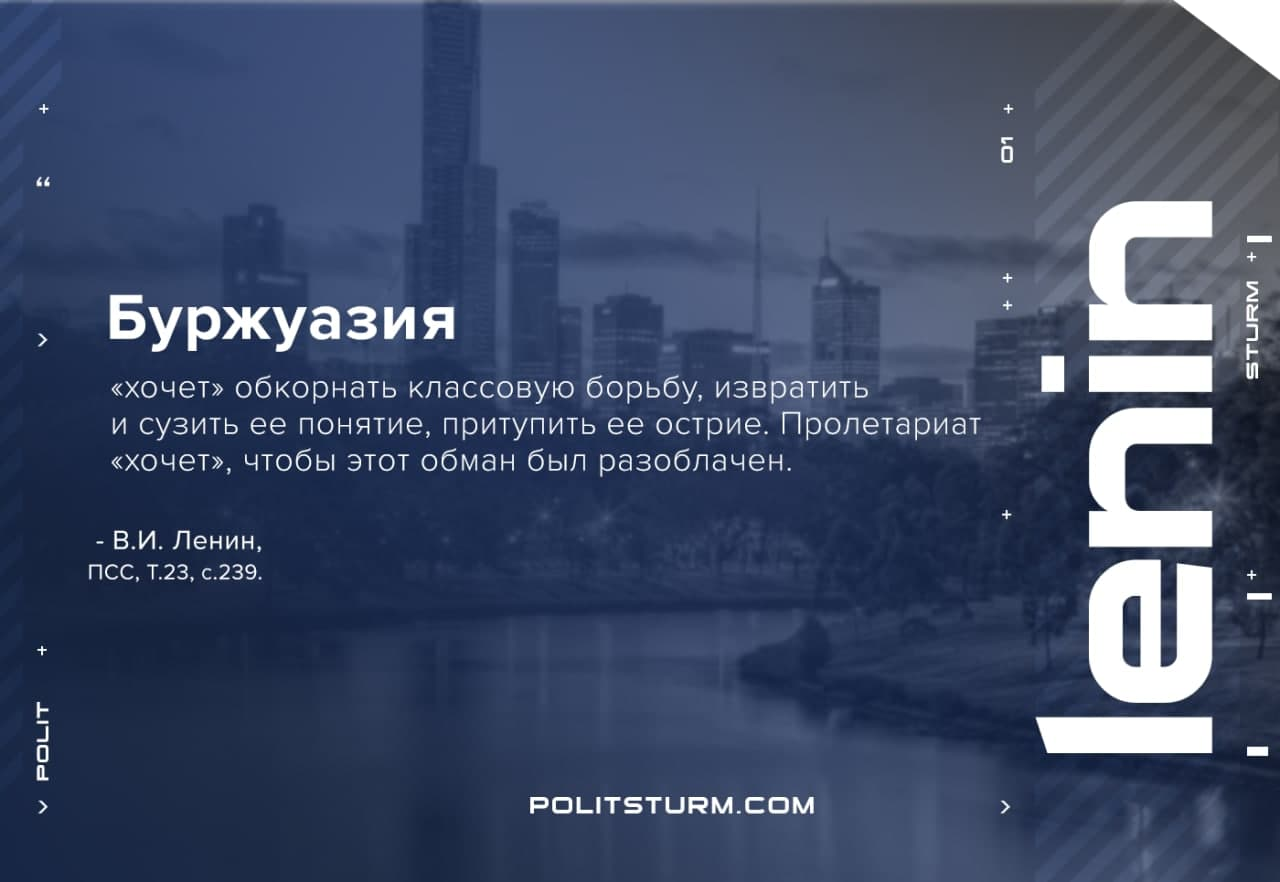 “
Буржуазия
«хочет» обкорнать классовую борьбу, извратить
и сузить ее понятие, притупить ее острие. Пролетариат
«хочет», чтобы этот обман был разоблачен.
- В.И. Ленин,
ПСС, Т.23, с.239.
POLIT
POLITSTURM.COM
01
lenin
STURM